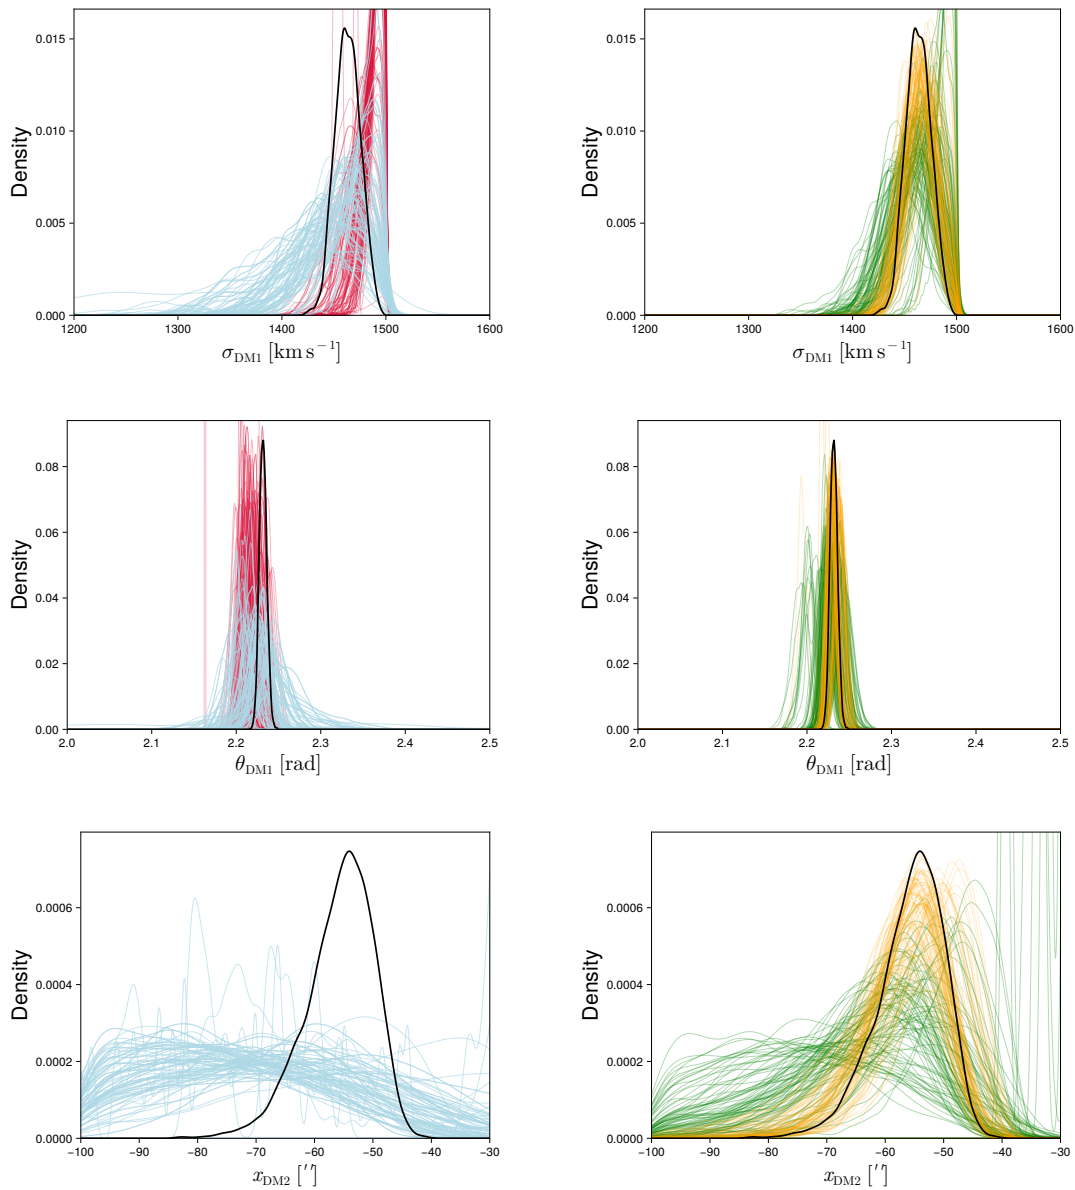 0.015
0.010
0.005
0.000
Density
1200 1300 1400 1500 1600
σDM1 [km s⁻¹]
0.015
0.010
0.005
0.000
Density
1200 1300 1400 1500 1600
σDM1 [km s⁻¹]
0.08
0.06
0.04
0.02
0.00
Density
2.0 2.1 2.2 2.3 2.4 2.5
θDM1 [rad]
0.08
0.06
0.04
0.02
0.00
Density
2.0 2.1 2.2 2.3 2.4 2.5
θDM1 [rad]
0.0006
0.0004
0.0002
0.0000
Density
−100 −90 −80 −70 −60 −50 −40 −30
xDM2 [′′]
0.0006
0.0004
0.0002
0.0000
Density
−100 −90 −80 −70 −60 −50 −40 −30
xDM2 [′′]